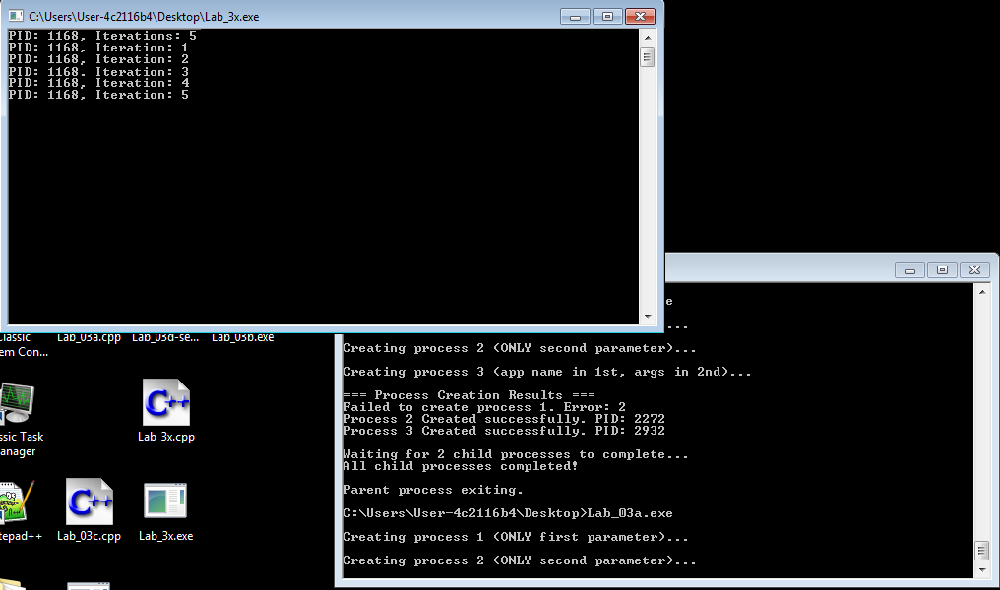 C:\Users\User-4c2116b4\Desktop\Lab_3x.exe
PID: 1168, Iterations: 5
PID: 1168, Iteration: 1
PID: 1168, Iteration: 2
PID: 1168, Iteration: 3
PID: 1168, Iteration: 4
PID: 1168, Iteration: 5
e
...
Creating process 2 (ONLY second parameter)...
Creating process 3 (app name in 1st, args in 2nd)...
=== Process Creation Results ===
Failed to create process 1. Error: 2
Process 2 Created successfully. PID: 2272
Process 3 Created successfully. PID: 2932
Waiting for 2 child processes to complete...
All child processes completed!
Parent process exiting.
C:\Users\User-4c2116b4\Desktop>Lab_03a.exe
Creating process 1 (ONLY first parameter)...
Creating process 2 (ONLY second parameter)...
lassic
em Con...
Lab_03a.cpp
Lab_03d-se...
Lab_03b.exe
ssic Task
anager
C++
Lab_3x.cpp
tepad++
C++
Lab_03c.cpp
Lab_3x.exe